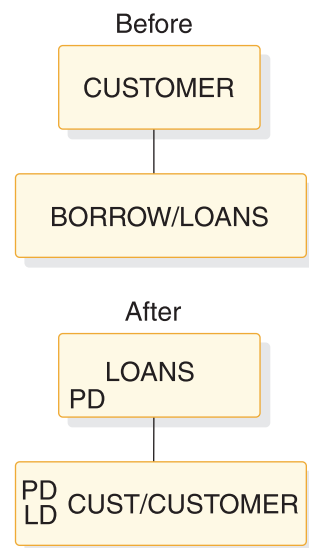 Before
CUSTOMER
BORROW/LOANS
After
LOANS
PD
PD
LD
CUST/CUSTOMER